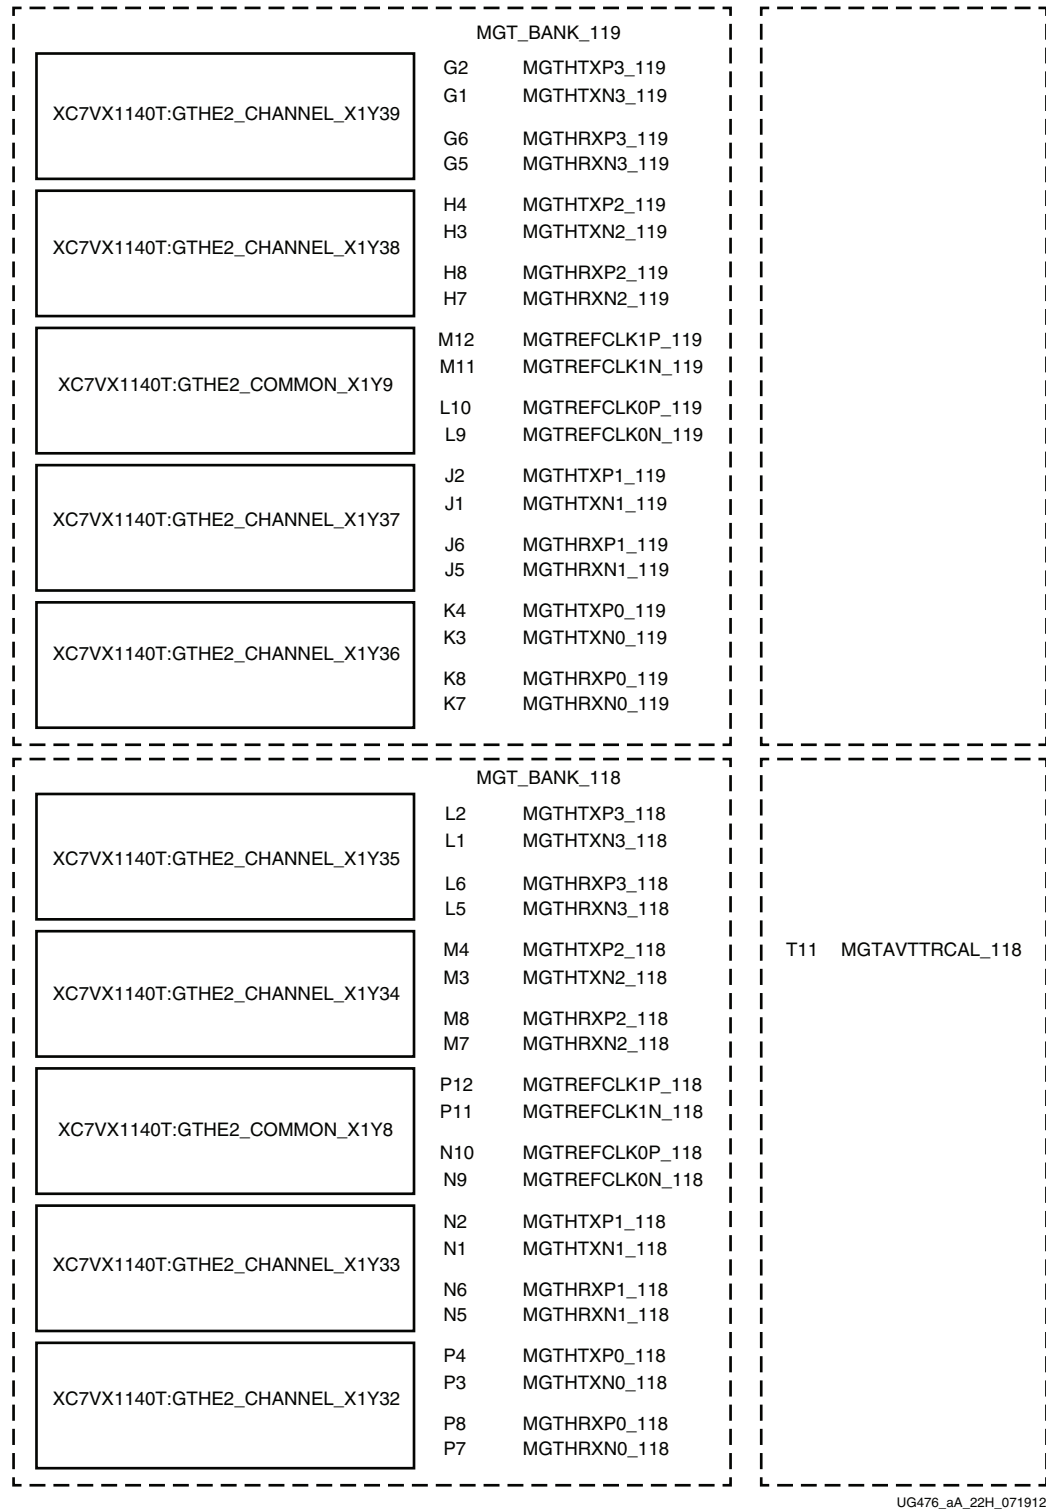 MGT_BANK_119
XC7VX1140T:GTHE2_CHANNEL_X1Y39
G2 MGTHTXP3_119
G1 MGTHTXN3_119
G6 MGTHRXP3_119
G5 MGTHRXN3_119
XC7VX1140T:GTHE2_CHANNEL_X1Y38
H4 MGTHTXP2_119
H3 MGTHTXN2_119
H8 MGTHRXP2_119
H7 MGTHRXN2_119
XC7VX1140T:GTHE2_COMMON_X1Y9
M12 MGTREFCLK1P_119
M11 MGTREFCLK1N_119
L10 MGTREFCLK0P_119
L9 MGTREFCLK0N_119
XC7VX1140T:GTHE2_CHANNEL_X1Y37
J2 MGTHTXP1_119
J1 MGTHTXN1_119
J6 MGTHRXP1_119
J5 MGTHRXN1_119
XC7VX1140T:GTHE2_CHANNEL_X1Y36
K4 MGTHTXP0_119
K3 MGTHTXN0_119
K8 MGTHRXP0_119
K7 MGTHRXN0_119
MGT_BANK_118
XC7VX1140T:GTHE2_CHANNEL_X1Y35
L2 MGTHTXP3_118
L1 MGTHTXN3_118
L6 MGTHRXP3_118
L5 MGTHRXN3_118
XC7VX1140T:GTHE2_CHANNEL_X1Y34
M4 MGTHTXP2_118
M3 MGTHTXN2_118
M8 MGTHRXP2_118
M7 MGTHRXN2_118
XC7VX1140T:GTHE2_COMMON_X1Y8
P12 MGTREFCLK1P_118
P11 MGTREFCLK1N_118
N10 MGTREFCLK0P_118
N9 MGTREFCLK0N_118
XC7VX1140T:GTHE2_CHANNEL_X1Y33
N2 MGTHTXP1_118
N1 MGTHTXN1_118
N6 MGTHRXP1_118
N5 MGTHRXN1_118
XC7VX1140T:GTHE2_CHANNEL_X1Y32
P4 MGTHTXP0_118
P3 MGTHTXN0_118
P8 MGTHRXP0_118
P7 MGTHRXN0_118
T11 MGTAVTTRCAL_118
UG476_aA_22H_071912